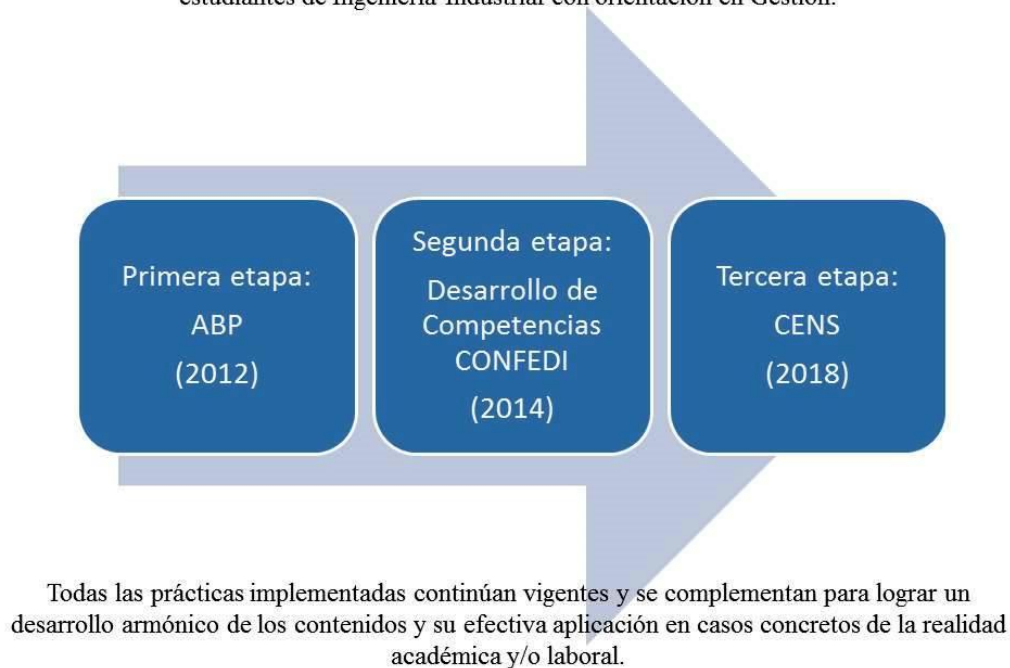 estudiantes de Ingeniería Industrial con orientación en Gestión.
Primera etapa:
ABP
(2012)
Segunda etapa:
Desarrollo de
Competencias
CONFEDI
(2014)
Tercera etapa:
CENS
(2018)
Todas las prácticas implementadas continúan vigentes y se complementan para lograr un
desarrollo armónico de los contenidos y su efectiva aplicación en casos concretos de la realidad
académica y/o laboral.